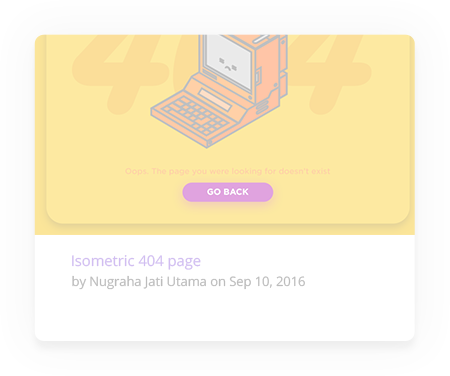 404
Oops. The page you were looking for doesn't exist
GO BACK
Isometric 404 page
by Nugraha Jati Utama on Sep 10, 2016